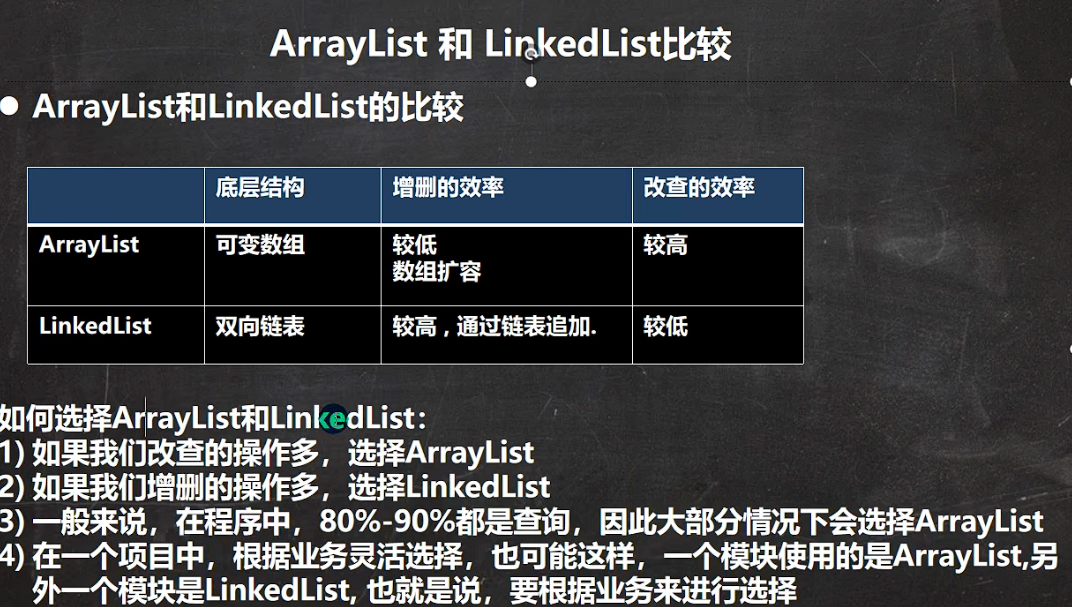 ArrayList 和 LinkedList比较
● ArrayList和LinkedList的比较
底层结构 增删的效率 改查的效率
ArrayList 可变数组 较低 较高
数组扩容
LinkedList 双向链表 较高，通过链表追加. 较低
如何选择ArrayList和LinkedList：
1) 如果我们改查的操作多，选择ArrayList
2) 如果我们增删的操作多，选择LinkedList
3) 一般来说，在程序中，80%-90%都是查询，因此大部分情况下会选择ArrayList
4) 在一个项目中，根据业务灵活选择，也可能这样，一个模块使用的是ArrayList,另
外一个模块是LinkedList, 也就是说，要根据业务来进行选择